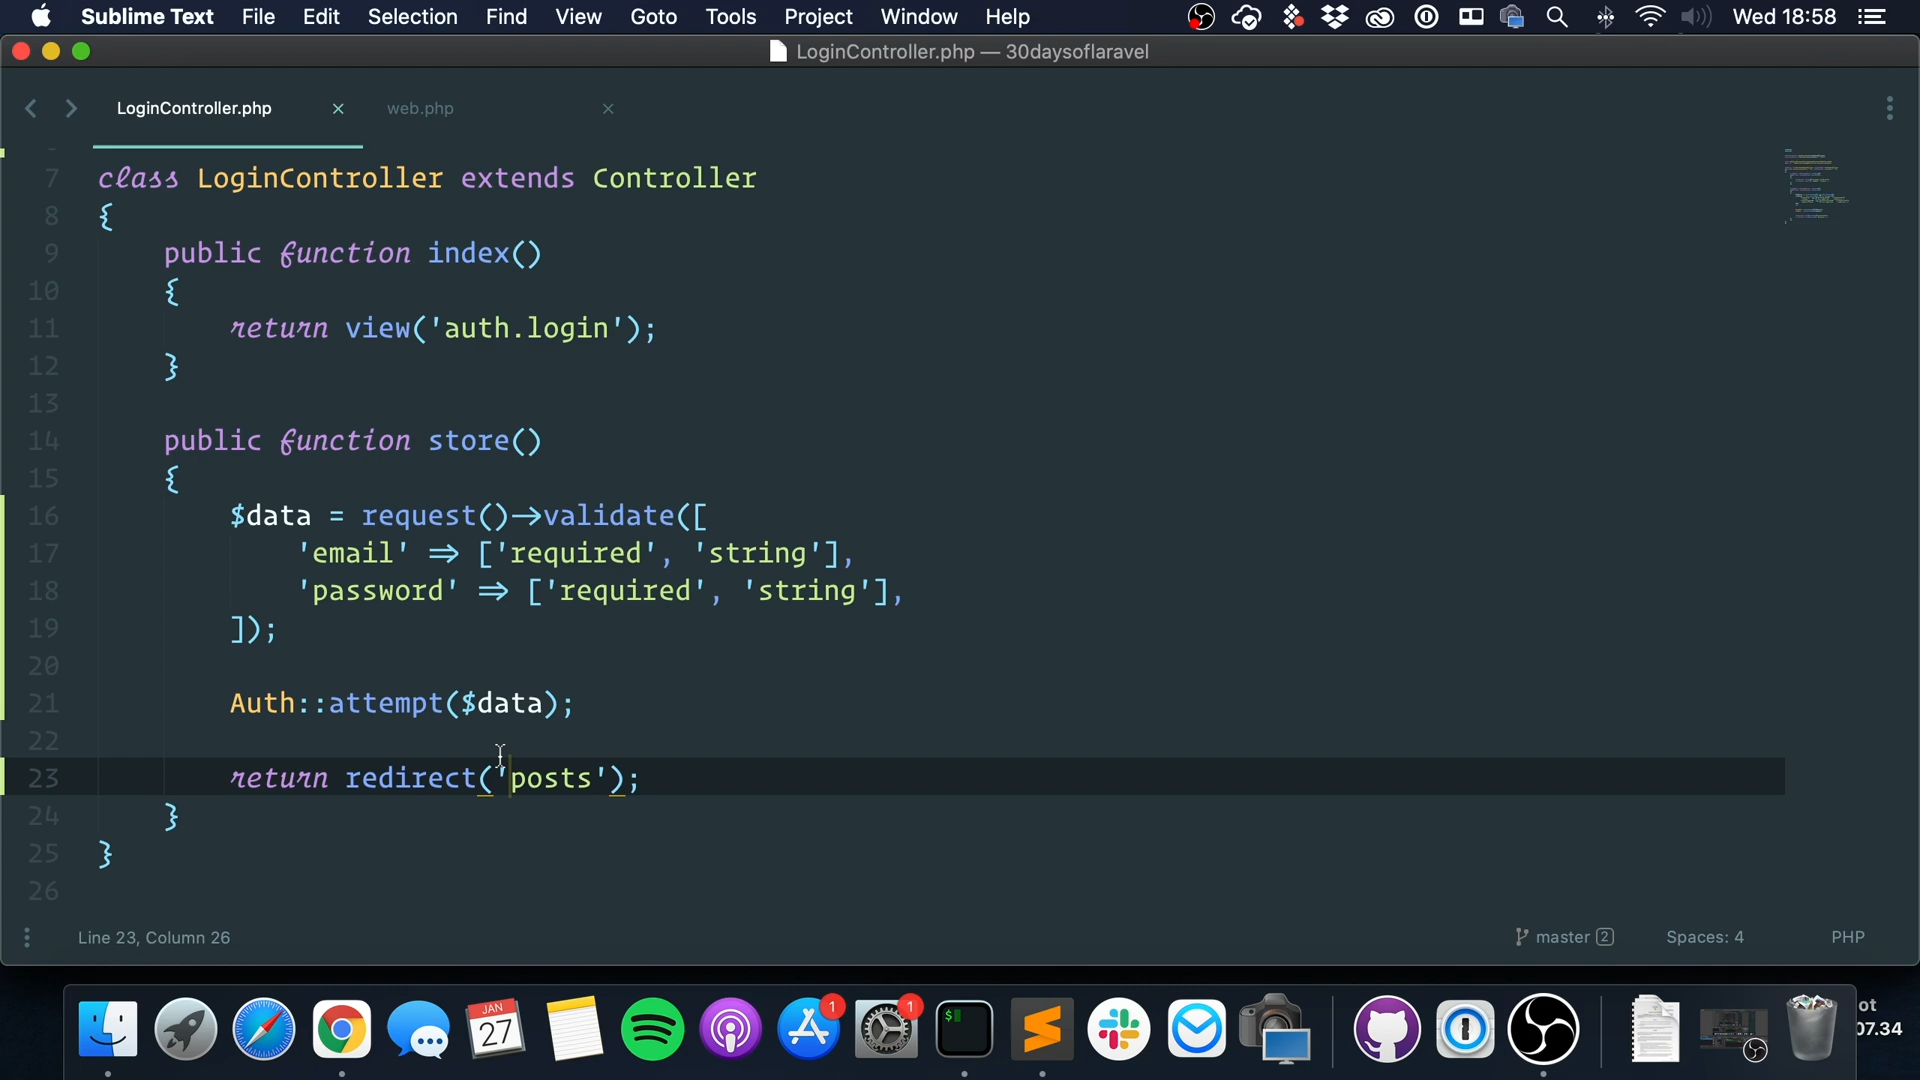 Sublime Text File Edit Selection Find View Goto Tools Project Window Help Wed 18:58
LoginController.php — 30daysoflaravel
LoginController.php × web.php ×
7 class LoginController extends Controller
8 {
9 public function index()
10 {
11 return view('auth.login');
12 }
13
14 public function store()
15 {
16 $data = request()->validate([
17 'email' => ['required', 'string'],
18 'password' => ['required', 'string'],
19 ]);
20
21 Auth::attempt($data);
22
23 return redirect('posts');
24 }
25 }
26
Line 23, Column 26 master 2 Spaces: 4 PHP
JAN
27
1
1
$
ot
07.34